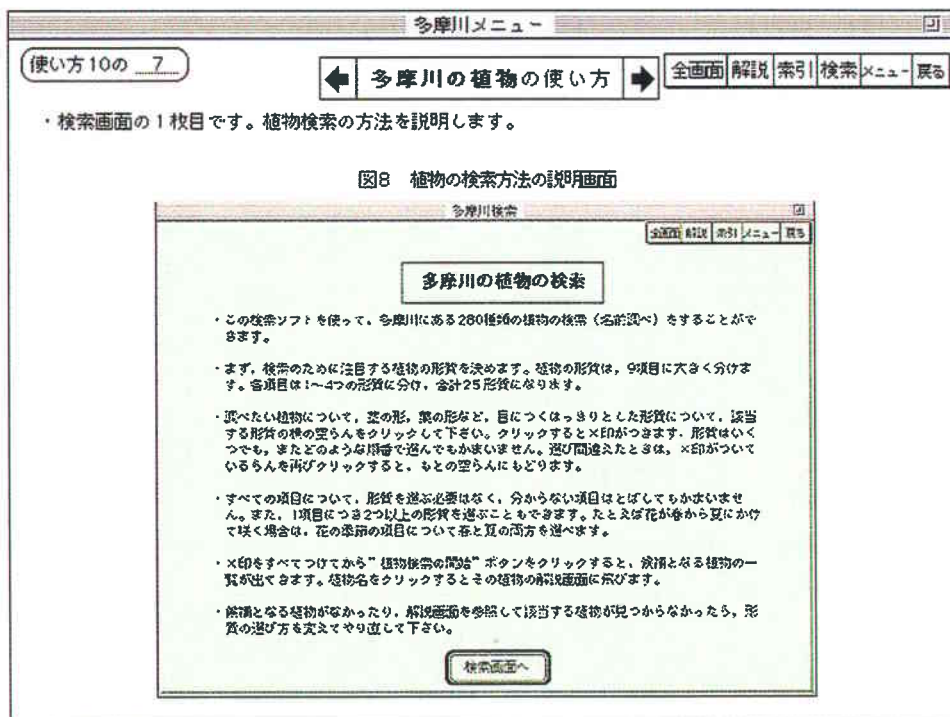 多摩川メニュー
使い方10の 7
多摩川の植物の使い方
全画面 解説 索引 検索 メニュー 戻る
・検索画面の1枚目です。植物検索の方法を説明します。
図8 植物の検索方法の説明画面
多摩川検索
全画面 解説 索引 メニュー 戻る
多摩川の植物の検索
・この検索ソフトを使って、多摩川にある280種類の植物の検索（名前調べ）をすることがで
きます。
・まず，検索のために注目する植物の形質を決めます。植物の形質は，9項目に大きく分けま
す。各項目は1〜4つの形質に分け，合計25形質になります。
・調べたい植物について，茎の形，葉の形など，目につくはっきりとした形質について，該当
する形質の横の空らんをクリックして下さい。クリックすると×印がつきます．形質はいく
つでも，またどのような順番で選んでもかまいません。選び間違えたときは，×印がついて
いるらんを再びクリックすると，もとの空らんにもどります。
・すべての項目について，形質を選ぶ必要はなく，分からない項目はとばしてもかまいませ
ん。また，1項目につき2つ以上の形質を選ぶこともできます。たとえば花が春から夏にかけ
て咲く場合は，花の季節の項目について春と夏の両方を選べます。
・×印をすべてつけてから"植物検索の開始"ボタンをクリックすると，候補となる植物の一
覧が出てきます。植物名をクリックするとその植物の解説画面に飛びます。
・候補となる植物がなかったり，解説画面を参照して該当する植物が見つからなかったら，形
質の選び方を変えてやり直して下さい。
検索画面へ